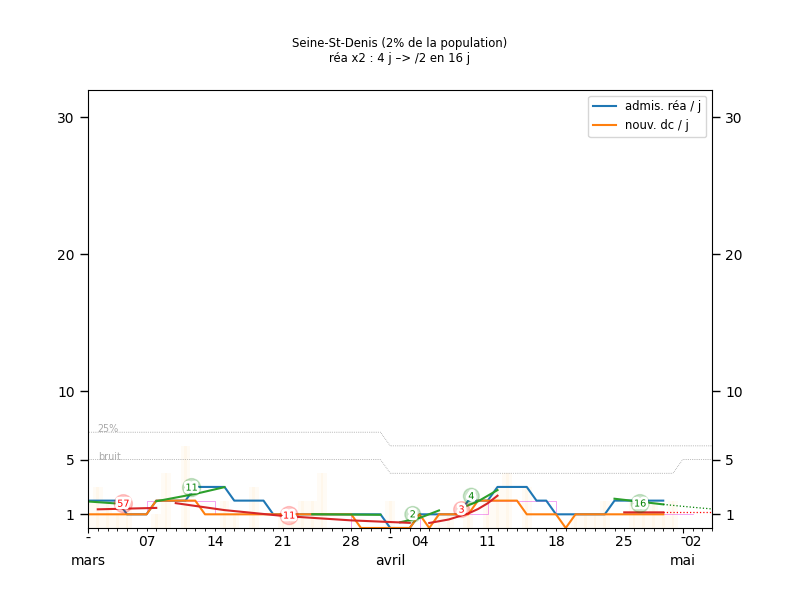 Seine-St-Denis (2% de la population)
réa x2 : 4 j –> /2 en 16 j
admis. réa / j
nouv. dc / j
30 30
20 20
10 10
25%
bruit
5 5
1 1
57 11 11 2 3 4 16
- 07 14 21 28 - 04 11 18 25 - 02
mars avril mai